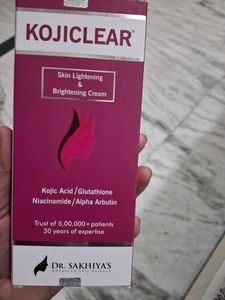 KOJICLEAR®
Skin Lightening
&
Brightening Cream
Kojic Acid/Glutathione
Niacinamide/Alpha Arbutin
Trust of 5,00,000+patients
30 years of expertise
DR. SAKHIYA'S